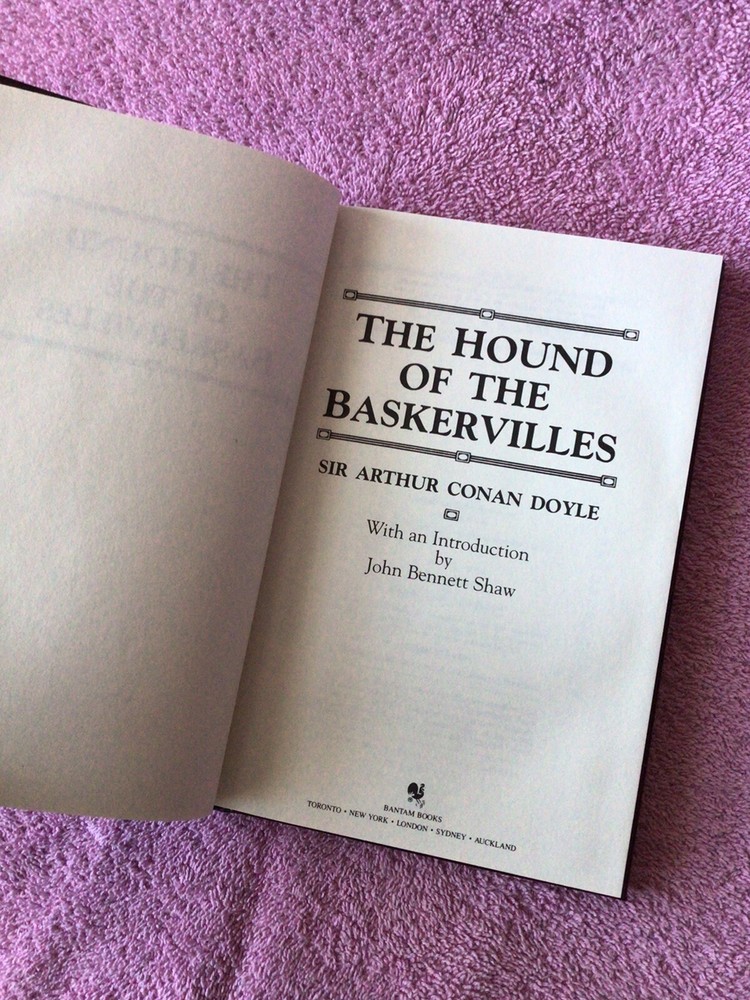 THE HOUND
OF THE
BASKERVILLES
SIR ARTHUR CONAN DOYLE
With an Introduction
by
John Bennett Shaw
BANTAM BOOKS
TORONTO • NEW YORK • LONDON • SYDNEY • AUCKLAND